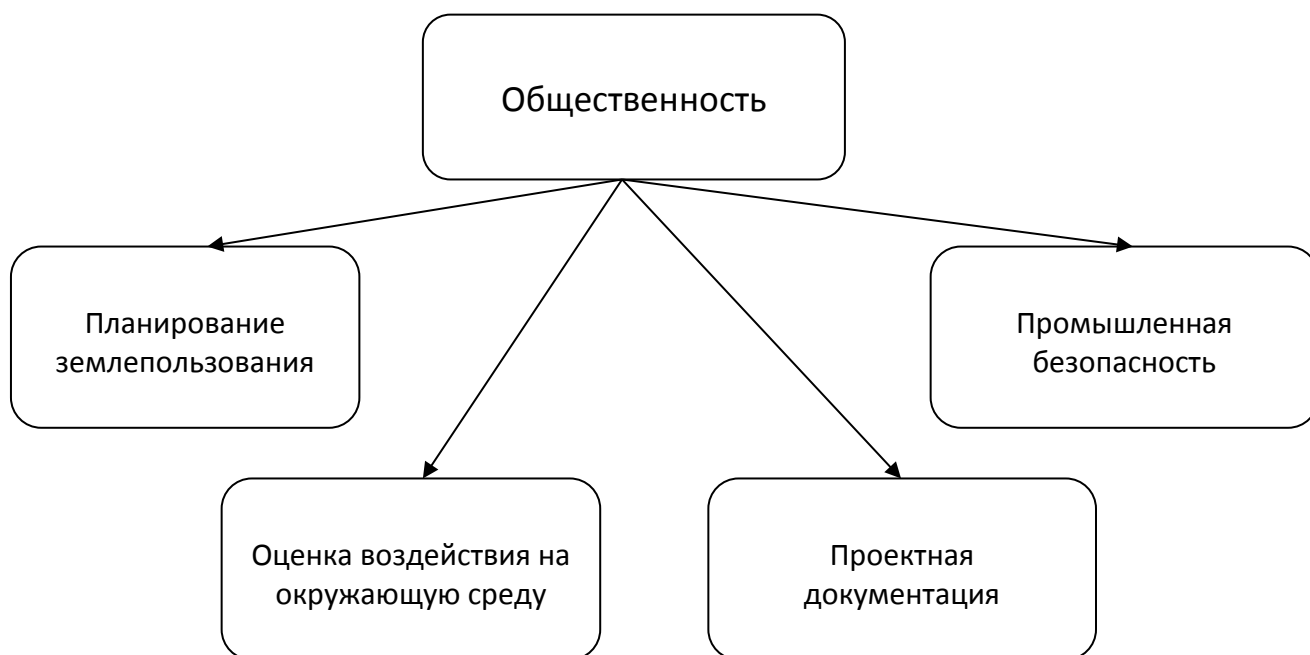 Общественность
Планирование
землепользования
Промышленная
безопасность
Оценка воздействия на
окружающую среду
Проектная
документация